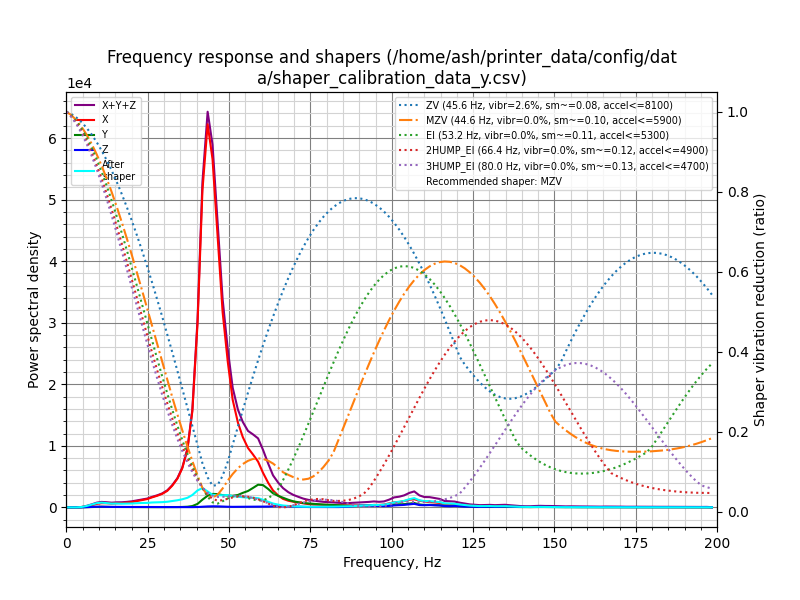 Frequency response and shapers (/home/ash/printer_data/config/dat
a/shaper_calibration_data_y.csv)
1e4
X+Y+Z
X
Y
Z
After
shaper
ZV (45.6 Hz, vibr=2.6%, sm~=0.08, accel<=8100)
MZV (44.6 Hz, vibr=0.0%, sm~=0.10, accel<=5900)
EI (53.2 Hz, vibr=0.0%, sm~=0.11, accel<=5300)
2HUMP_EI (66.4 Hz, vibr=0.0%, sm~=0.12, accel<=4900)
3HUMP_EI (80.0 Hz, vibr=0.0%, sm~=0.13, accel<=4700)
Recommended shaper: MZV
6
5
4
3
2
1
0
Power spectral density
1.0
0.8
0.6
0.4
0.2
0.0
Shaper vibration reduction (ratio)
0 25 50 75 100 125 150 175 200
Frequency, Hz